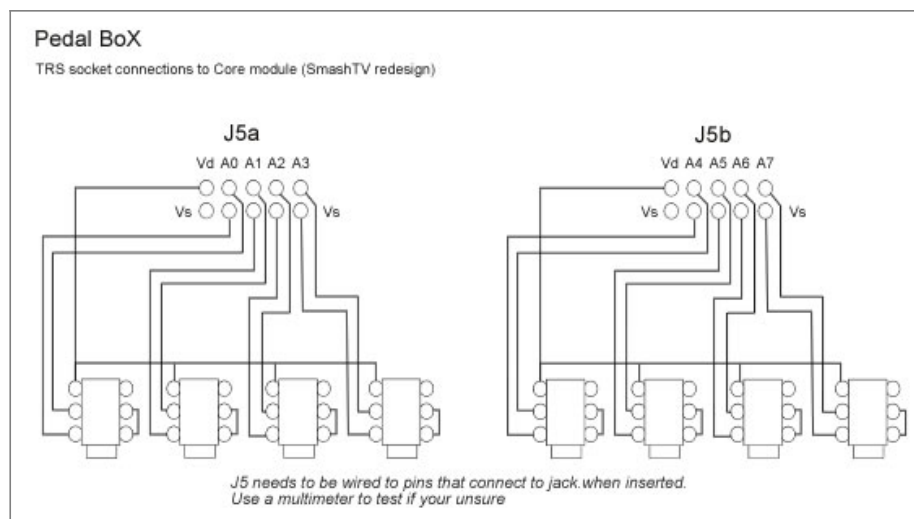 Pedal BoX
TRS socket connections to Core module (SmashTV redesign)
J5a
Vd A0 A1 A2 A3
Vs Vs
J5b
Vd A4 A5 A6 A7
Vs Vs
J5 needs to be wired to pins that connect to jack.when inserted.
Use a multimeter to test if your unsure